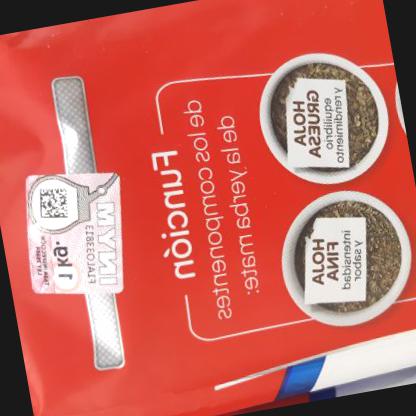 Función
de los componentes
de la yerba mate:
HOJA
GRUESA
equilibrio
y rendimiento
HOJA
FINA
intensidad
y sabor
INYM
1 Kg.